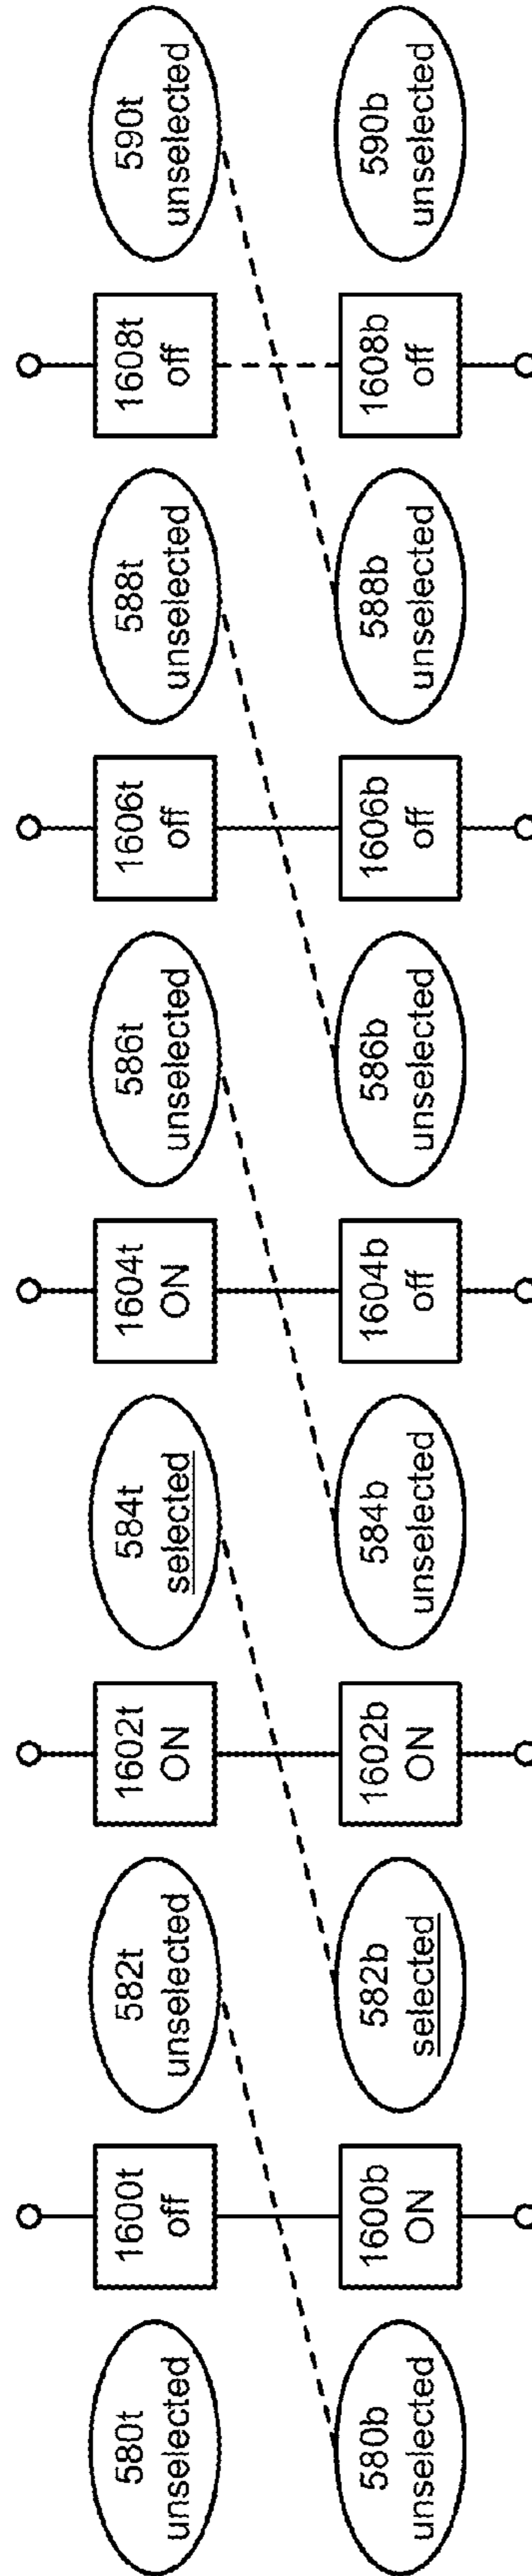 580t
unselected
1600t
off
582t
unselected
1602t
ON
584t
selected
1604t
ON
586t
unselected
1606t
off
588t
unselected
1608t
off
590t
unselected
580b
unselected
1600b
ON
582b
selected
1602b
ON
584b
unselected
1604b
off
586b
unselected
1606b
off
588b
unselected
1608b
off
590b
unselected